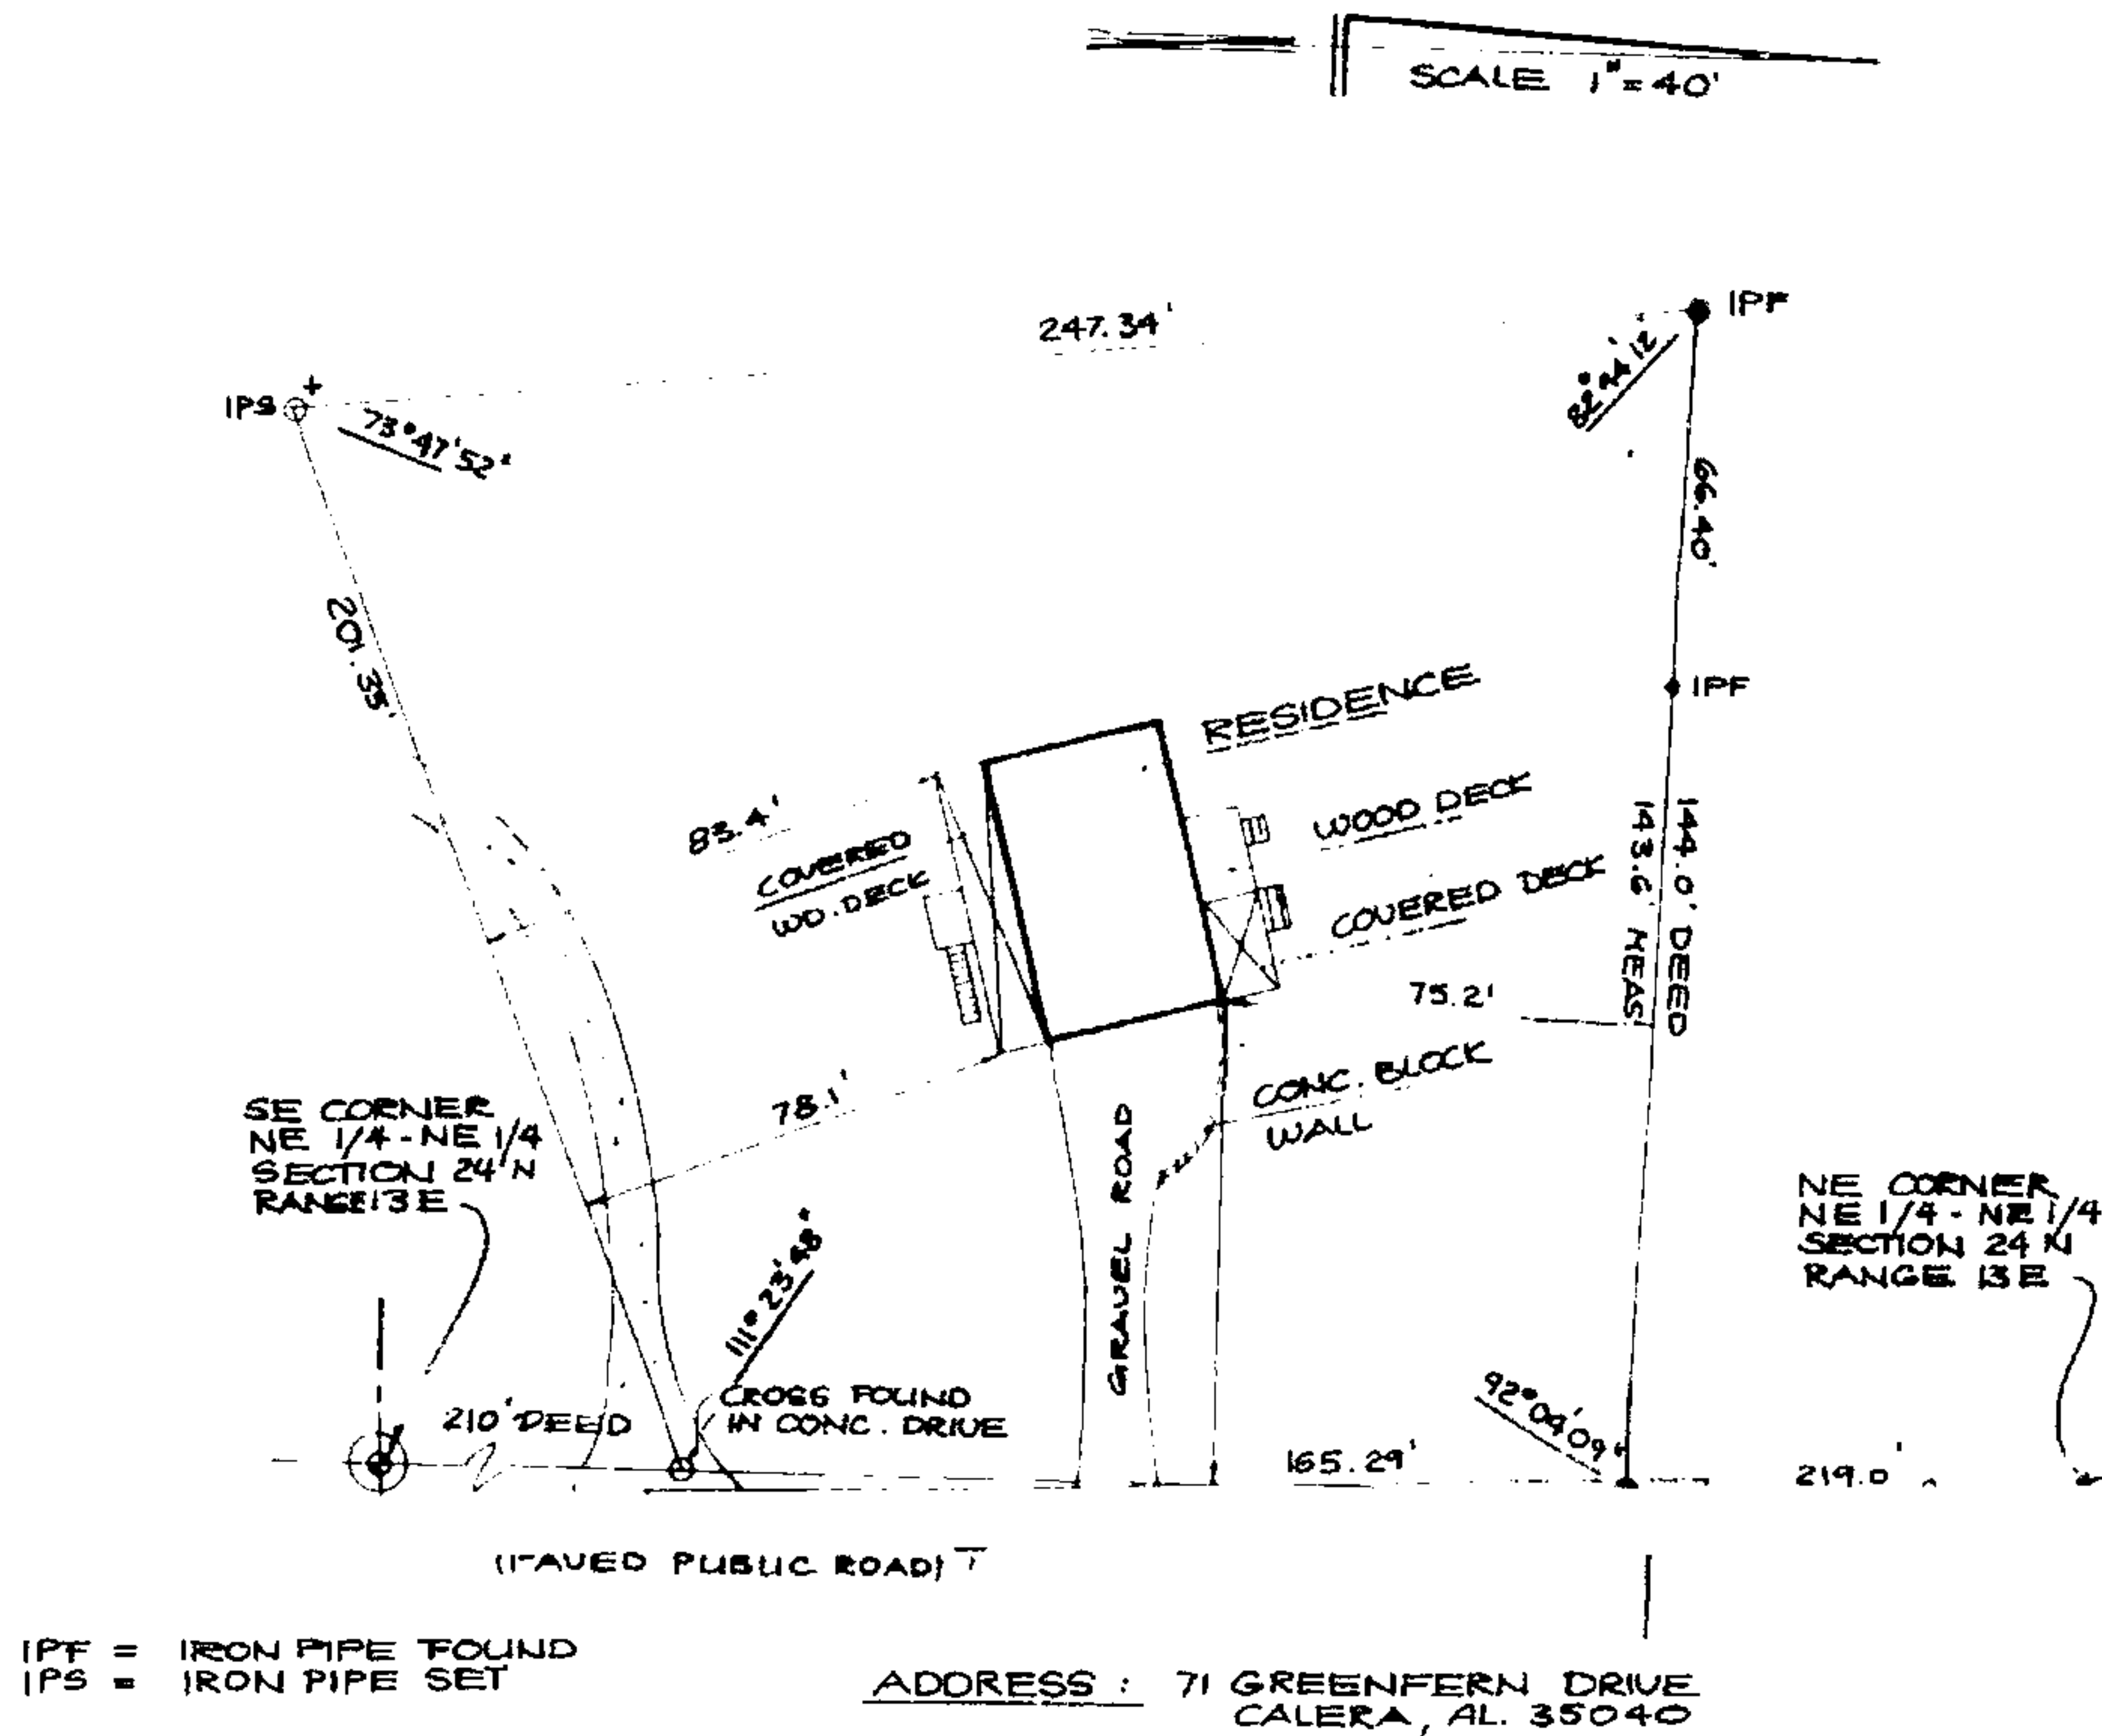 SCALE 1"=40'
247.34'
IPF
IPS
73°47'52"
82°24'12"
66.40'
201.35'
IPF
RESIDENCE
WOOD DECK
83.4'
COVERED
WD. DECK
COVERED DECK
144.0' DEED
143.6' MEAS
75.2'
CONC. BLOCK
WALL
78.1'
SE CORNER
NE 1/4 - NE 1/4
SECTION 24 N
RANGE 13 E
GRAVEL ROAD
NE CORNER
NE 1/4 - NE 1/4
SECTION 24 N
RANGE 13 E
111°23'48"
CROSS FOUND
IN CONC. DRIVE
210' DEED
92°09'
165.29'
219.0'
(PAVED PUBLIC ROAD)
IPF = IRON PIPE FOUND
IPS = IRON PIPE SET
ADDRESS : 71 GREENFERN DRIVE
CALERA, AL. 35040